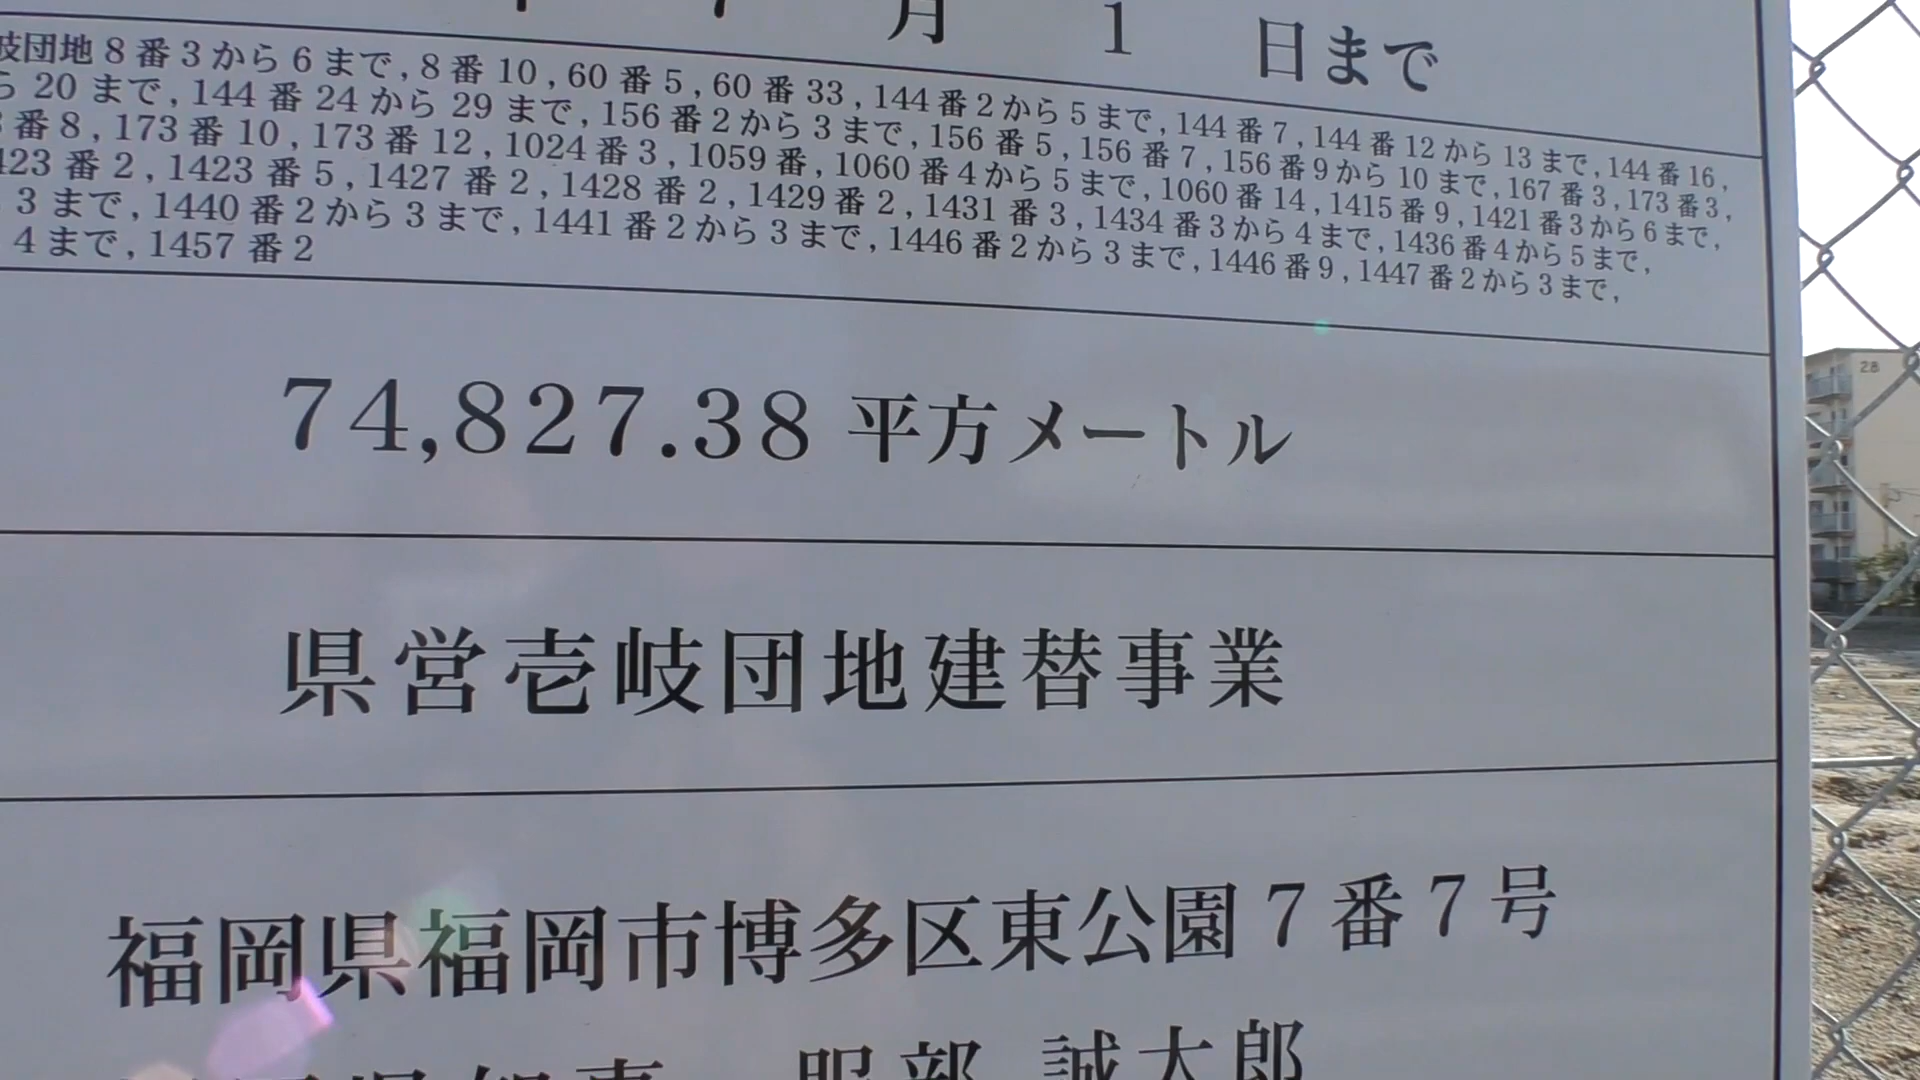 7 月 1 日まで
岐団地 8 番 3 から 6 まで , 8 番 10 , 60 番 5 , 60 番 33 , 144 番 2 から 5 まで , 144 番 7 , 144 番 12 から 13 まで , 144 番 16 ,
ら 20 まで , 144 番 24 から 29 まで , 156 番 2 から 3 まで , 156 番 5 , 156 番 7 , 156 番 9 から 10 まで , 167 番 3 , 173 番 3 ,
番 8 , 173 番 10 , 173 番 12 , 1024 番 3 , 1059 番 , 1060 番 4 から 5 まで , 1060 番 14 , 1415 番 9 , 1421 番 3 から 6 まで ,
423 番 2 , 1423 番 5 , 1427 番 2 , 1428 番 2 , 1429 番 2 , 1431 番 3 , 1434 番 3 から 4 まで , 1436 番 4 から 5 まで ,
3 まで , 1440 番 2 から 3 まで , 1441 番 2 から 3 まで , 1446 番 2 から 3 まで , 1446 番 9 , 1447 番 2 から 3 まで ,
4 まで , 1457 番 2
74,827.38 平方メートル
県営壱岐団地建替事業
福岡県福岡市博多区東公園 7 番 7 号
県知事 服部 誠太郎
28